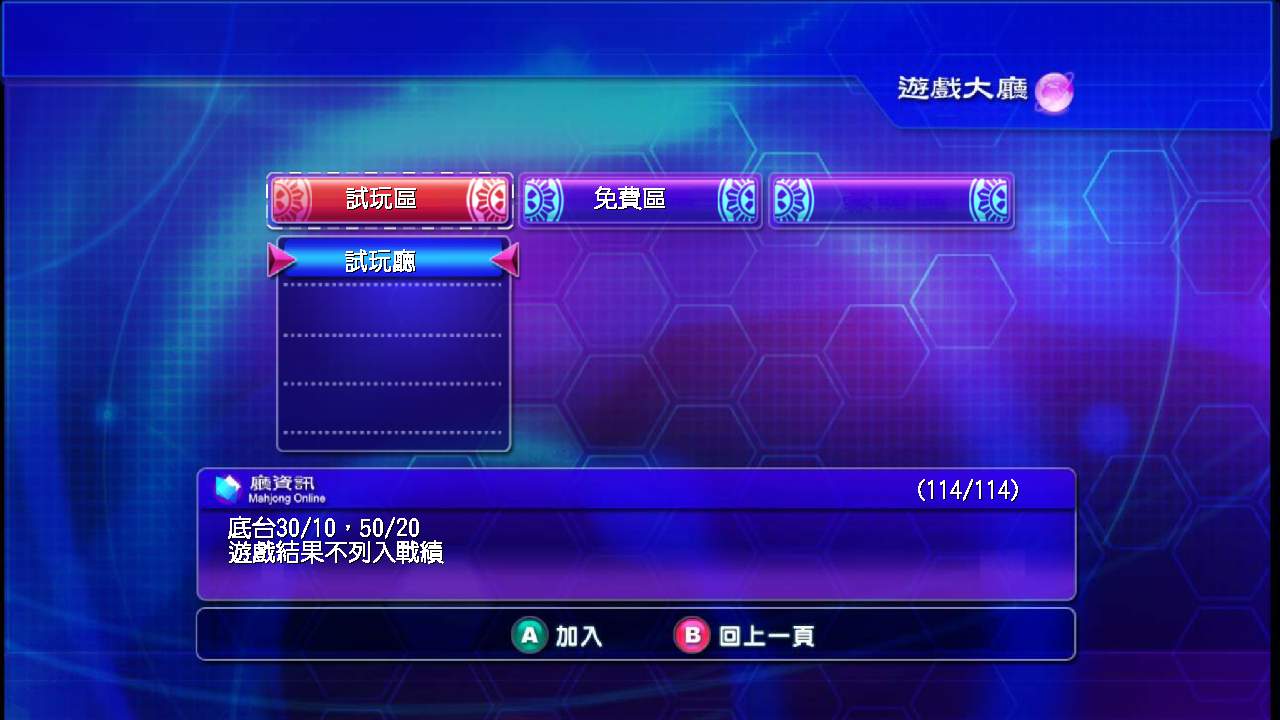 遊戲大廳
試玩區
免費區
試玩廳
廳資訊
Mahjong Online
(114/114)
底台30/10，50/20
遊戲結果不列入戰績
A 加入
B 回上一頁